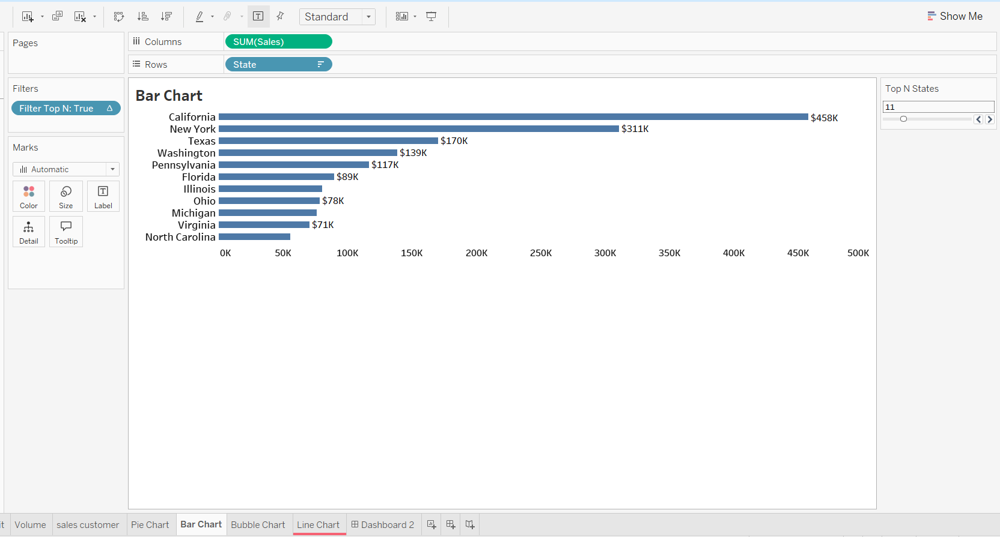 Standard
Show Me
Pages
Columns
SUM(Sales)
Rows
State
Filters
Filter Top N: True
Marks
Automatic
Color
Size
Label
Detail
Tooltip
Bar Chart
California $458K
New York $311K
Texas $170K
Washington $139K
Pennsylvania $117K
Florida $89K
Illinois
Ohio $78K
Michigan
Virginia $71K
North Carolina
0K 50K 100K 150K 200K 250K 300K 350K 400K 450K 500K
Top N States
11
it Volume sales customer Pie Chart Bar Chart Bubble Chart Line Chart Dashboard 2